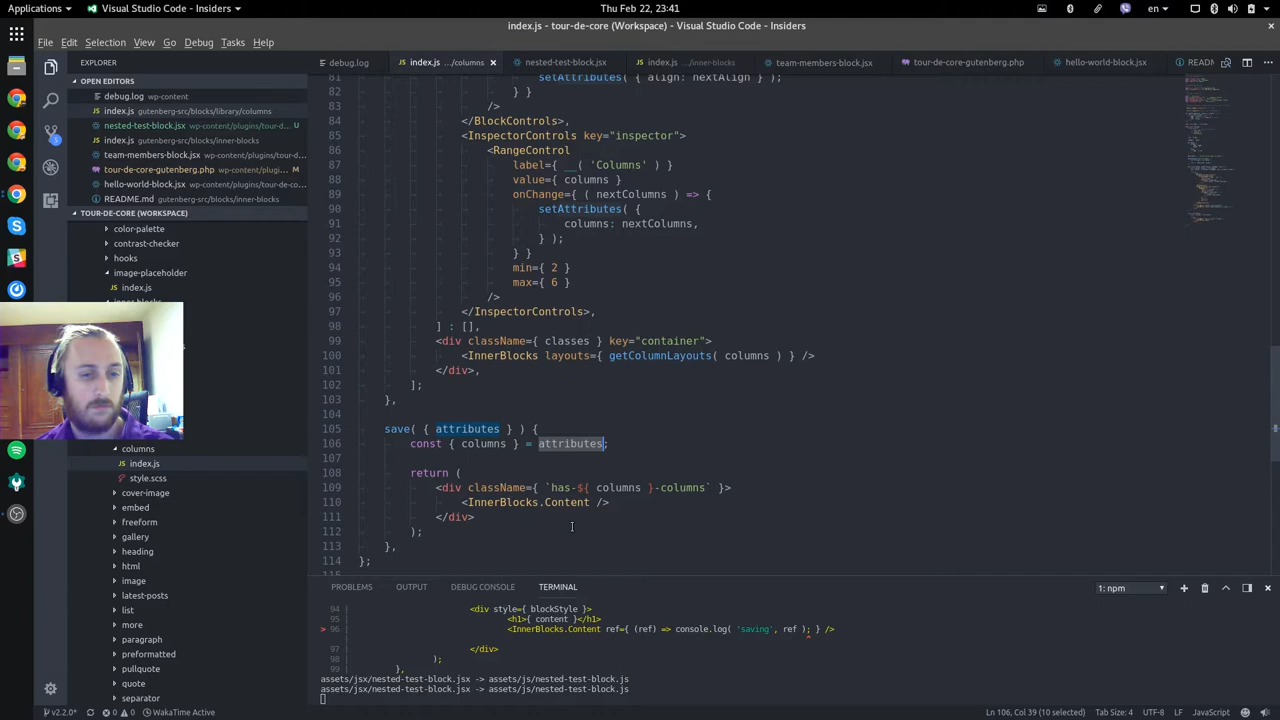 Applications
Visual Studio Code - Insiders
Thu Feb 22, 23:41
en
index.js - tour-de-core (Workspace) - Visual Studio Code - Insiders
File Edit Selection View Go Debug Tasks Help
EXPLORER
debug.log
index.js …/columns
nested-test-block.jsx
index.js …/inner-blocks
team-members-block.jsx
tour-de-core-gutenberg.php
hello-world-block.jsx
READM
OPEN EDITORS
debug.log wp-content
index.js gutenberg-src/blocks/library/columns
nested-test-block.jsx wp-content/plugins/tour-d... U
index.js gutenberg-src/blocks/inner-blocks
team-members-block.jsx wp-content/plugins/tour-...
tour-de-core-gutenberg.php wp-content/plugi... M
hello-world-block.jsx wp-content/plugins/tour-de-co...
README.md gutenberg-src/blocks/inner-blocks
TOUR-DE-CORE (WORKSPACE)
color-palette
contrast-checker
hooks
image-placeholder
index.js
inner-blocks
columns
index.js
style.scss
cover-image
embed
freeform
gallery
heading
html
image
latest-posts
list
more
paragraph
preformatted
pullquote
quote
separator
81 setAttributes( { align: nextAlign } );
82 } }
83 />
84 </BlockControls>,
85 <InspectorControls key="inspector">
86 <RangeControl
87 label={ __( 'Columns' ) }
88 value={ columns }
89 onChange={ ( nextColumns ) => {
90 setAttributes( {
91 columns: nextColumns,
92 } );
93 } }
94 min={ 2 }
95 max={ 6 }
96 />
97 </InspectorControls>,
98 ] : [],
99 <div className={ classes } key="container">
100 <InnerBlocks layouts={ getColumnLayouts( columns ) } />
101 </div>,
102 ];
103 },
104
105 save( { attributes } ) {
106 const { columns } = attributes;
107
108 return (
109 <div className={ `has-${ columns }-columns` }>
110 <InnerBlocks.Content />
111 </div>
112 );
113 },
114 };
115
PROBLEMS OUTPUT DEBUG CONSOLE TERMINAL
1: npm
94 <div style={ blockStyle }>
95 <h1>{ content }</h1>
> 96 <InnerBlocks.Content ref={ (ref) => console.log( 'saving', ref ); } />
^
97 </div>
98 );
99 },
assets/jsx/nested-test-block.jsx -> assets/js/nested-test-block.js
assets/jsx/nested-test-block.jsx -> assets/js/nested-test-block.js
v2.2.0* 0 0 WakaTime Active
Ln 106, Col 39 (10 selected) Tab Size: 4 UTF-8 LF JavaScript